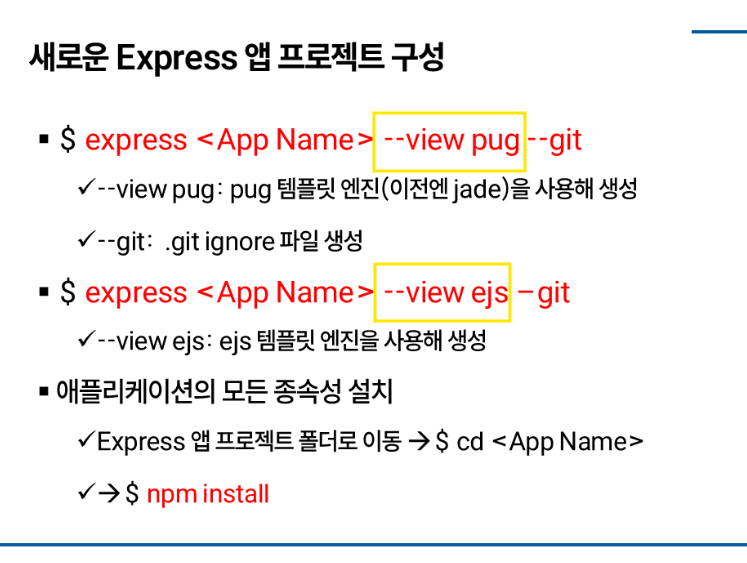 새로운 Express 앱 프로젝트 구성
▪ $ express <App Name> --view pug --git
✓--view pug: pug 템플릿 엔진(이전엔 jade)을 사용해 생성
✓--git: .git ignore 파일 생성
▪ $ express <App Name> --view ejs –git
✓--view ejs: ejs 템플릿 엔진을 사용해 생성
▪ 애플리케이션의 모든 종속성 설치
✓Express 앱 프로젝트 폴더로 이동 → $ cd <App Name>
✓→ $ npm install